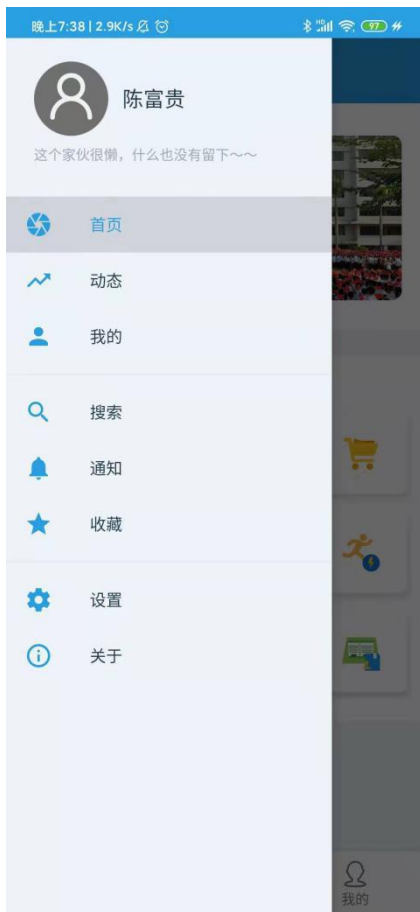 晚上7:38 | 2.9K/s
HD
97
陈富贵
这个家伙很懒，什么也没有留下～～
首页
动态
我的
搜索
通知
收藏
设置
关于
我的